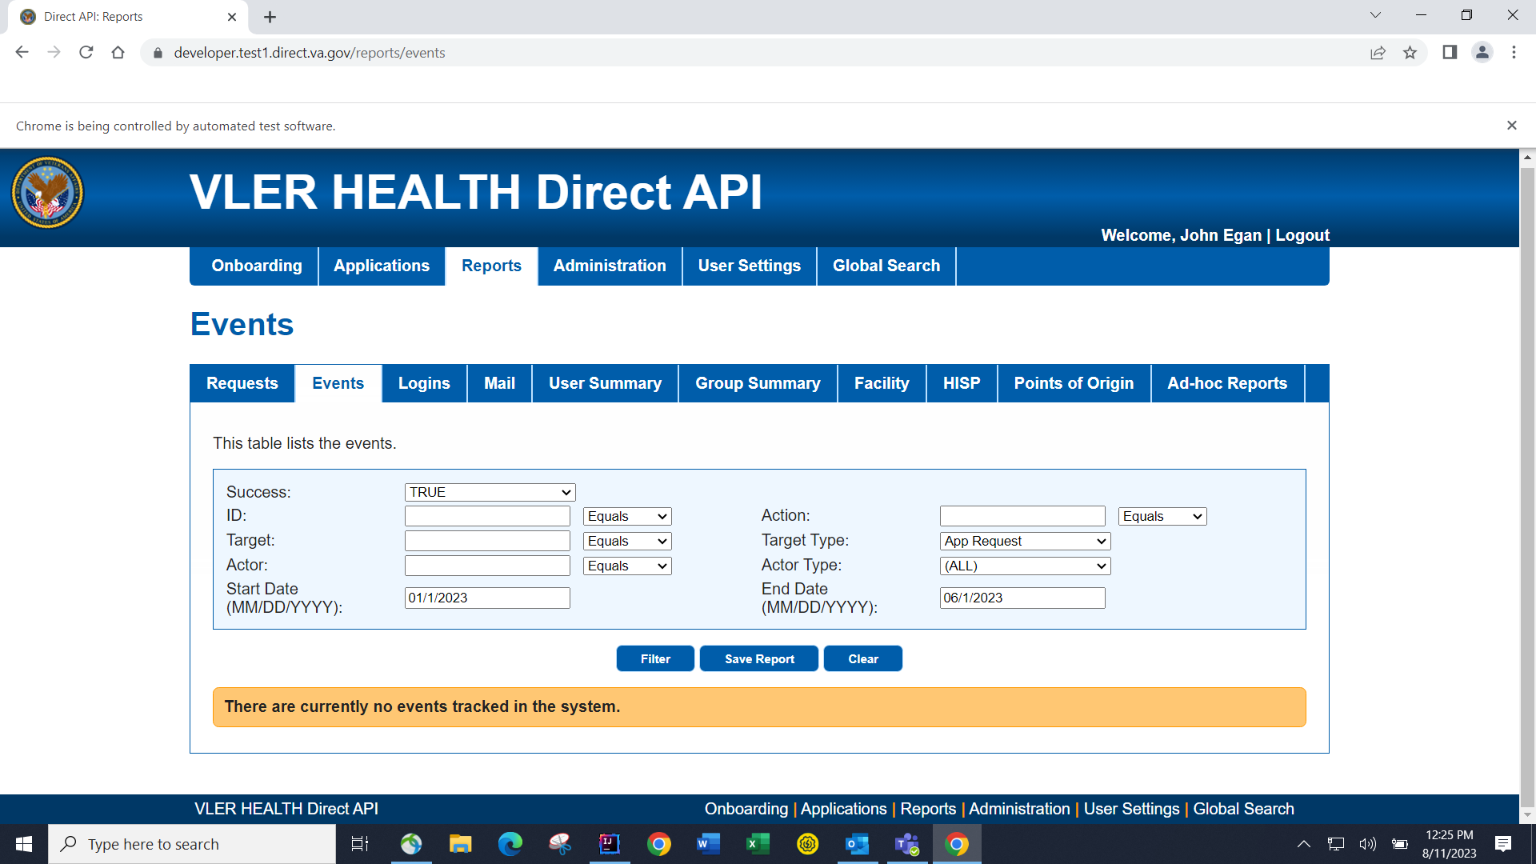 Direct API: Reports
developer.test1.direct.va.gov/reports/events
Chrome is being controlled by automated test software.
VLER HEALTH Direct API
Welcome, John Egan | Logout
Onboarding Applications Reports Administration User Settings Global Search
Events
Requests Events Logins Mail User Summary Group Summary Facility HISP Points of Origin Ad-hoc Reports
This table lists the events.
Success: TRUE
ID: Equals Action: Equals
Target: Equals Target Type: App Request
Actor: Equals Actor Type: (ALL)
Start Date (MM/DD/YYYY): 01/1/2023 End Date (MM/DD/YYYY): 06/1/2023
Filter Save Report Clear
There are currently no events tracked in the system.
VLER HEALTH Direct API Onboarding | Applications | Reports | Administration | User Settings | Global Search
Type here to search
12:25 PM
8/11/2023